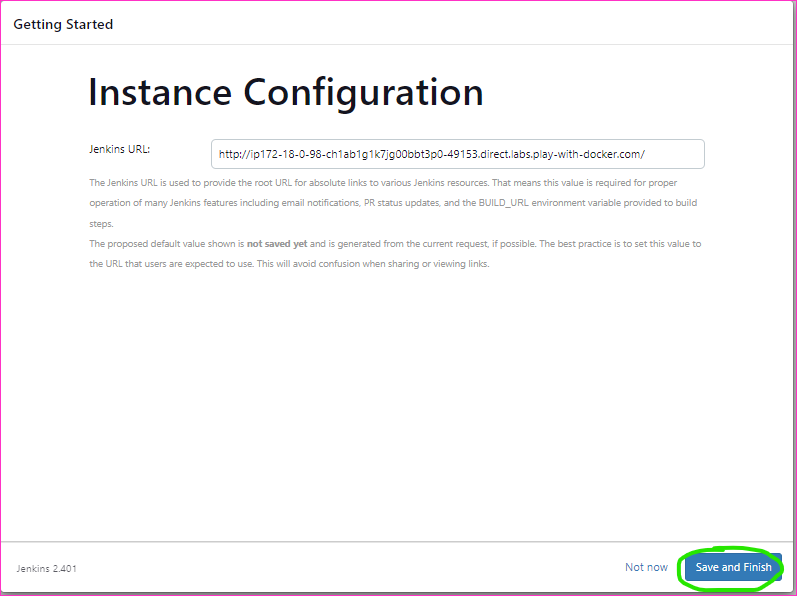 Getting Started
Instance Configuration
Jenkins URL:
http://ip172-18-0-98-ch1ab1g1k7jg00bbt3p0-49153.direct.labs.play-with-docker.com/
The Jenkins URL is used to provide the root URL for absolute links to various Jenkins resources. That means this value is required for proper
operation of many Jenkins features including email notifications, PR status updates, and the BUILD_URL environment variable provided to build
steps.
The proposed default value shown is not saved yet and is generated from the current request, if possible. The best practice is to set this value to
the URL that users are expected to use. This will avoid confusion when sharing or viewing links.
Jenkins 2.401
Not now
Save and Finish